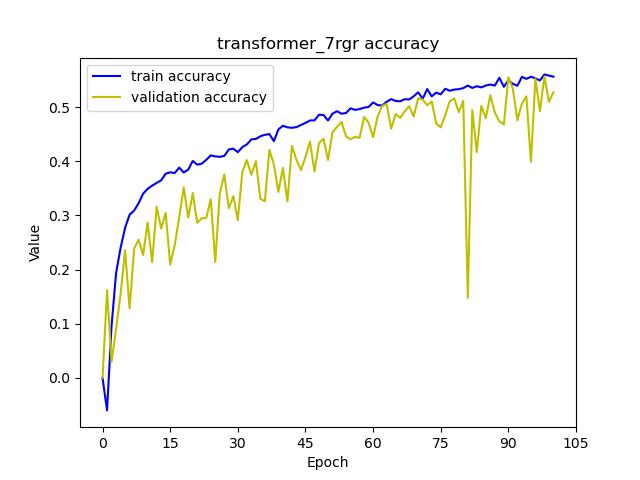 transformer_7rgr accuracy
train accuracy
validation accuracy
0.5
0.4
0.3
0.2
0.1
0.0
Value
0 15 30 45 60 75 90 105
Epoch